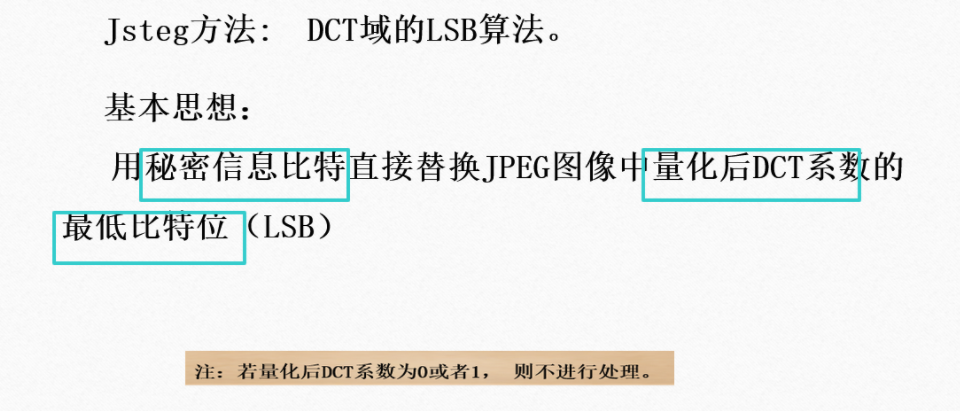 Jsteg方法： DCT域的LSB算法。
基本思想：
用秘密信息比特直接替换JPEG图像中量化后DCT系数的
最低比特位（LSB）
注：若量化后DCT系数为0或者1， 则不进行处理。